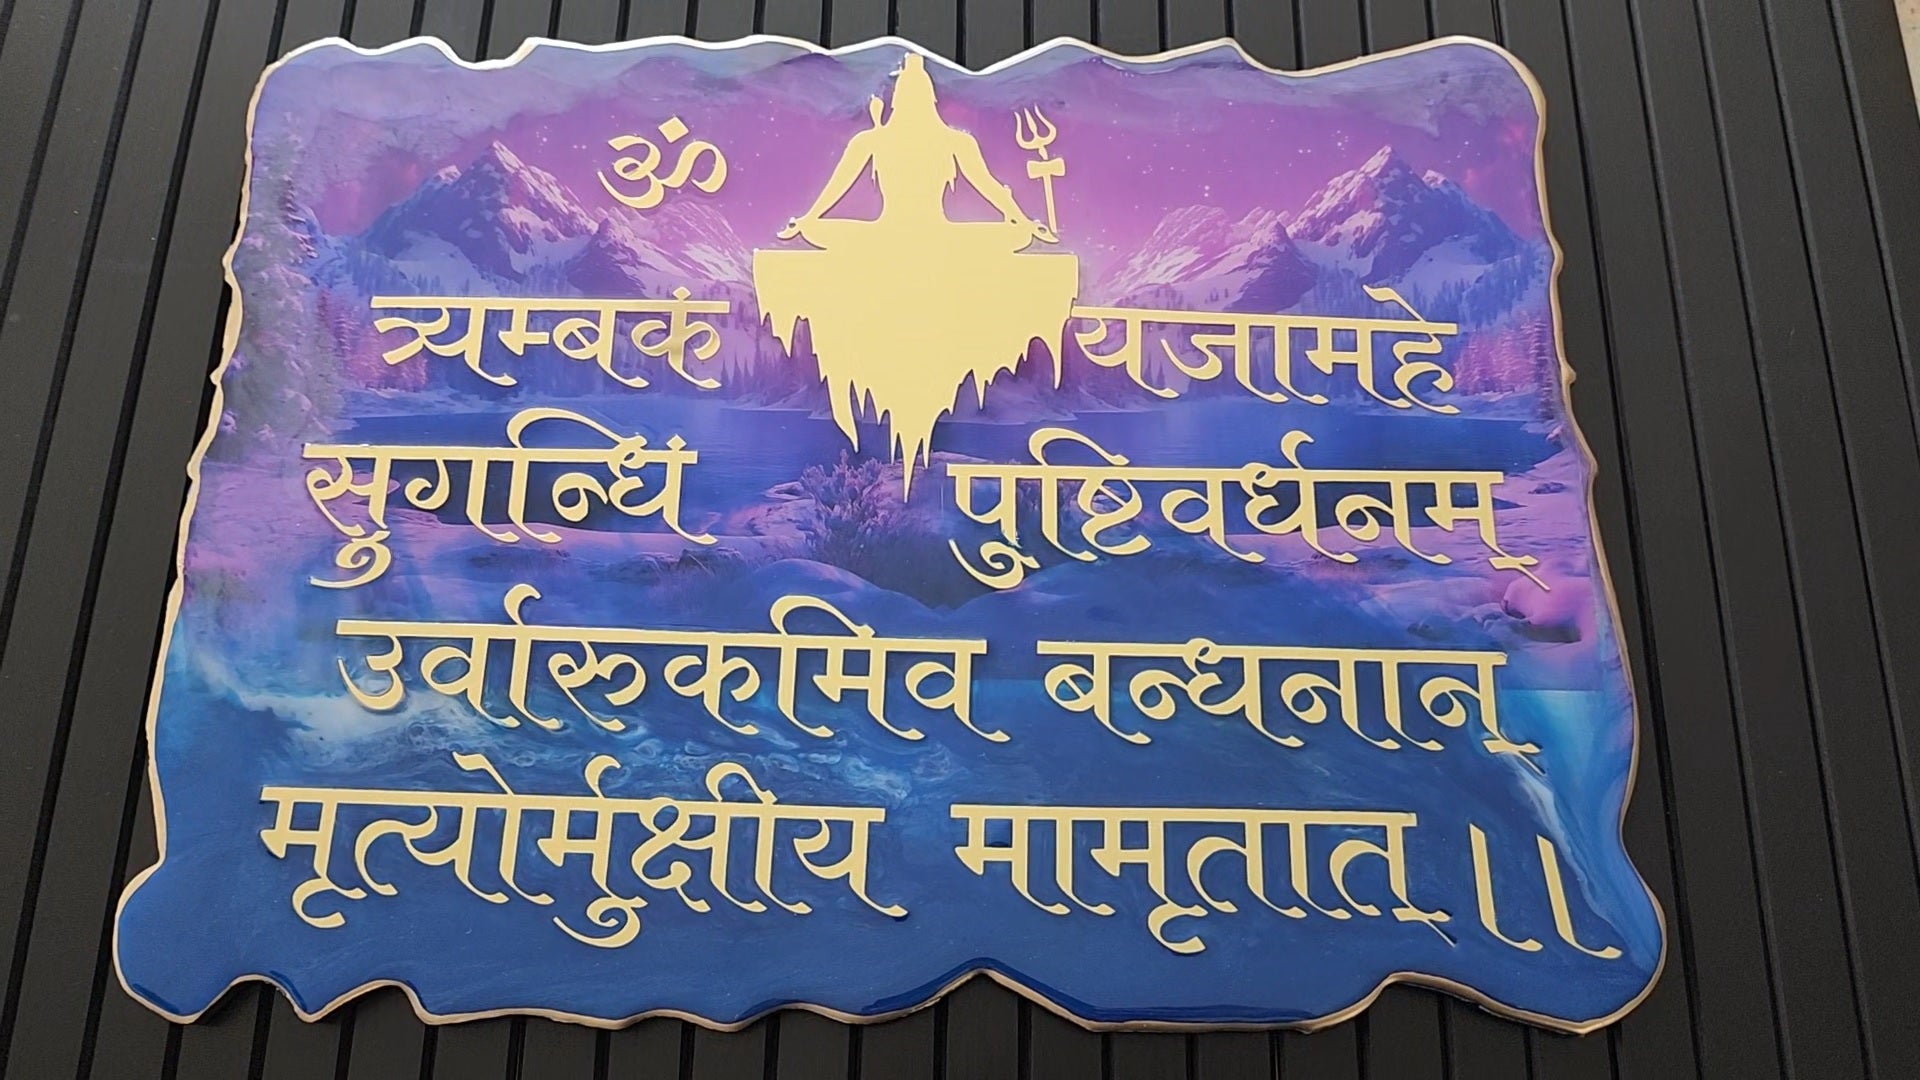 ॐ
त्र्यम्बकं यजामहे
सुगन्धिं पुष्टिवर्धनम्
उर्वारुकमिव बन्धनान्
मृत्योर्मुक्षीय मामृतात् ।।